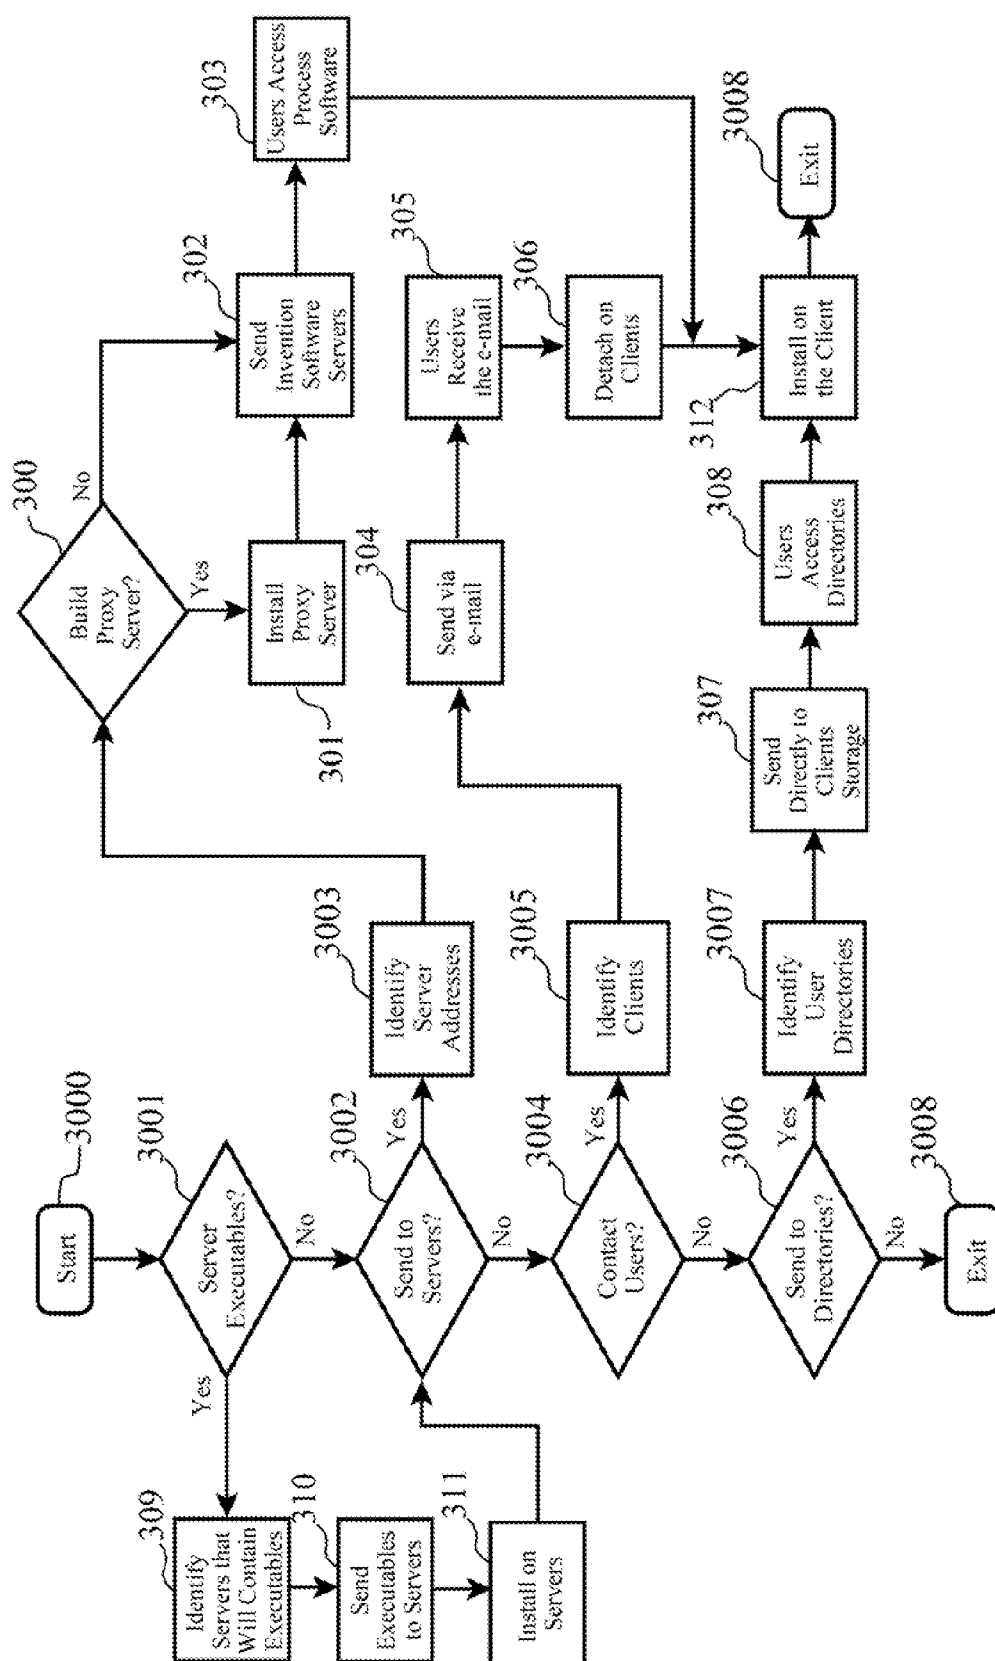 3000
Start
3001
Server
Executables?
Yes
No
309
Identify
Servers that
Will Contain
Executables
310
Send
Executables
to Servers
311
Install on
Servers
3002
Send to
Servers?
Yes
No
3003
Identify
Server
Addresses
300
Build
Proxy
Server?
No
Yes
301
Install
Proxy
Server
302
Send
Invention
Software
Servers
303
Users Access
Process
Software
3004
Contact
Users?
Yes
No
3005
Identify
Clients
304
Send via
e-mail
305
Users
Receive
the e-mail
306
Detach on
Clients
3006
Send to
Directories?
Yes
No
3007
Identify
User
Directories
307
Send
Directly to
Clients
Storage
308
Users
Access
Directories
312
Install on
the Client
3008
Exit
3008
Exit